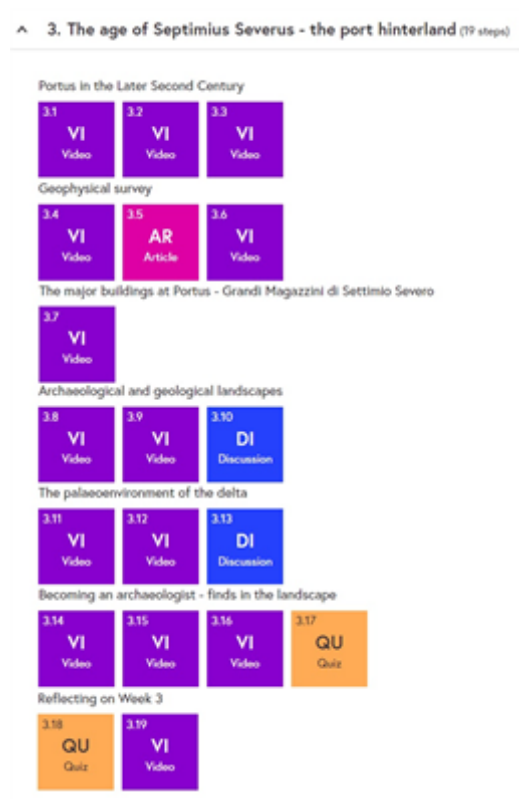 3. The age of Septimius Severus - the port hinterland (19 steps)
Portus in the Later Second Century
3.1 3.2 3.3
VI VI VI
Video Video Video
Geophysical survey
3.4 3.5 3.6
VI AR VI
Video Article Video
The major buildings at Portus - Grandi Magazzini di Settimio Severo
3.7
VI
Video
Archaeological and geological landscapes
3.8 3.9 3.10
VI VI DI
Video Video Discussion
The palaeoenvironment of the delta
3.11 3.12 3.13
VI VI DI
Video Video Discussion
Becoming an archaeologist - finds in the landscape
3.14 3.15 3.16 3.17
VI VI VI QU
Video Video Video Quiz
Reflecting on Week 3
3.18 3.19
QU VI
Quiz Video